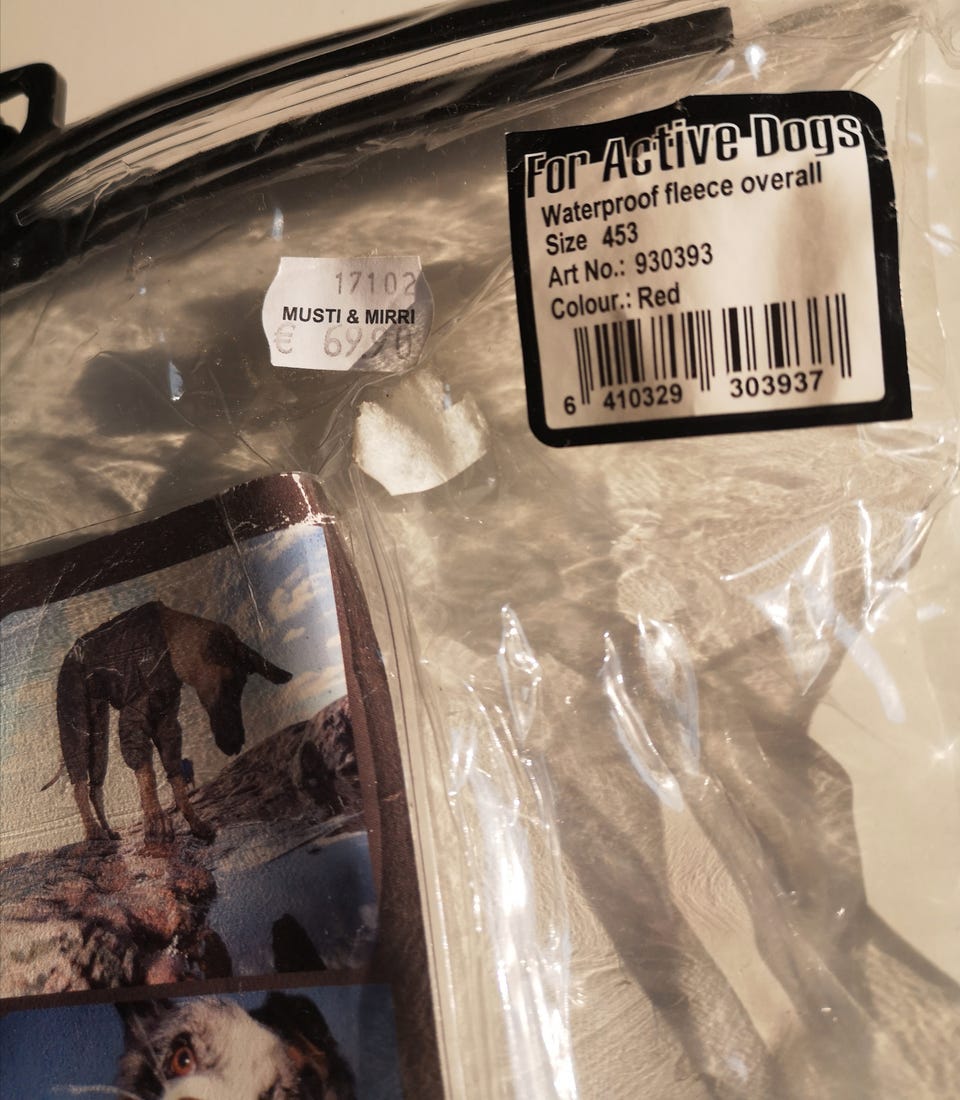 For Active Dogs
Waterproof fleece overall
Size 453
Art No.: 930393
Colour.: Red
6 410329 303937
17102
MUSTI & MIRRI
€ 69,90